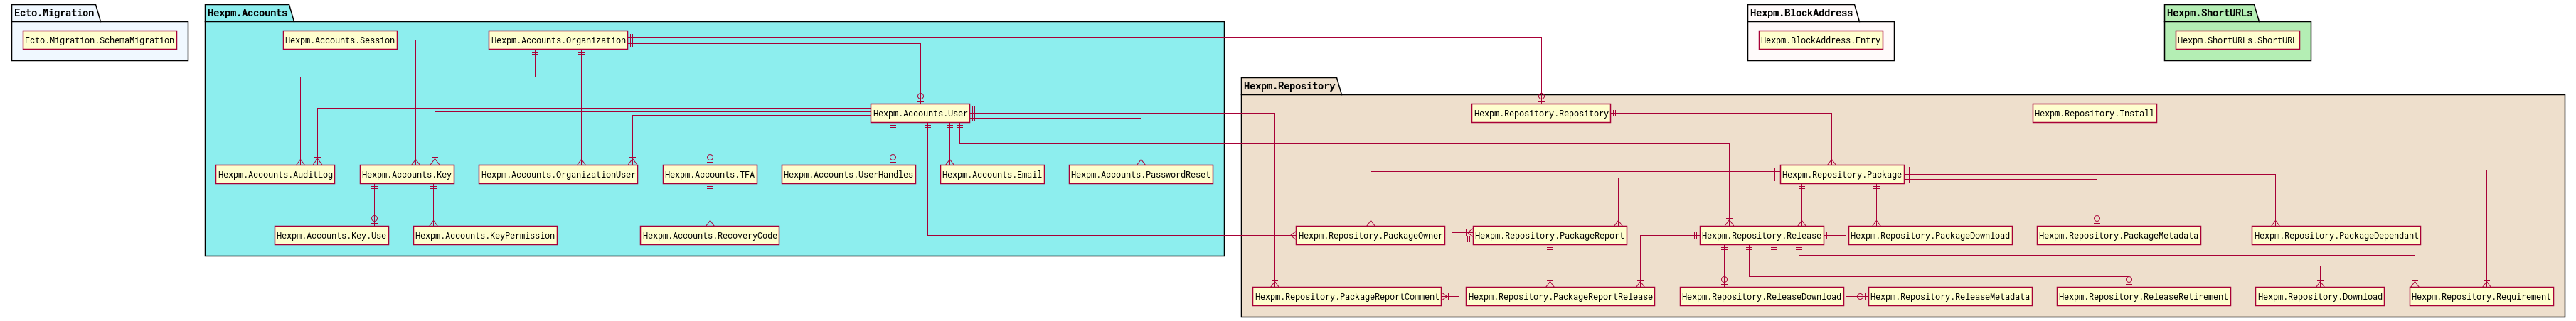 Ecto.Migration
Ecto.Migration.SchemaMigration
Hexpm.Accounts
Hexpm.Accounts.Session
Hexpm.Accounts.Organization
Hexpm.Accounts.User
Hexpm.Accounts.AuditLog
Hexpm.Accounts.Key
Hexpm.Accounts.OrganizationUser
Hexpm.Accounts.TFA
Hexpm.Accounts.UserHandles
Hexpm.Accounts.Email
Hexpm.Accounts.PasswordReset
Hexpm.Accounts.Key.Use
Hexpm.Accounts.KeyPermission
Hexpm.Accounts.RecoveryCode
Hexpm.BlockAddress
Hexpm.BlockAddress.Entry
Hexpm.ShortURLs
Hexpm.ShortURLs.ShortURL
Hexpm.Repository
Hexpm.Repository.Repository
Hexpm.Repository.Install
Hexpm.Repository.Package
Hexpm.Repository.PackageOwner
Hexpm.Repository.PackageReport
Hexpm.Repository.Release
Hexpm.Repository.PackageDownload
Hexpm.Repository.PackageMetadata
Hexpm.Repository.PackageDependant
Hexpm.Repository.PackageReportComment
Hexpm.Repository.PackageReportRelease
Hexpm.Repository.ReleaseDownload
Hexpm.Repository.ReleaseMetadata
Hexpm.Repository.ReleaseRetirement
Hexpm.Repository.Download
Hexpm.Repository.Requirement